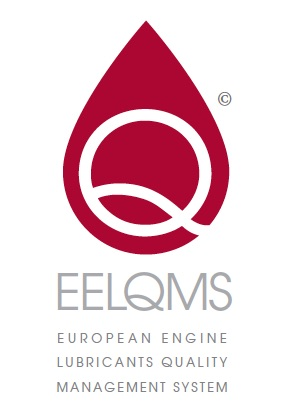 ©
Q
EELQMS
EUROPEAN ENGINE
LUBRICANTS QUALITY
MANAGEMENT SYSTEM